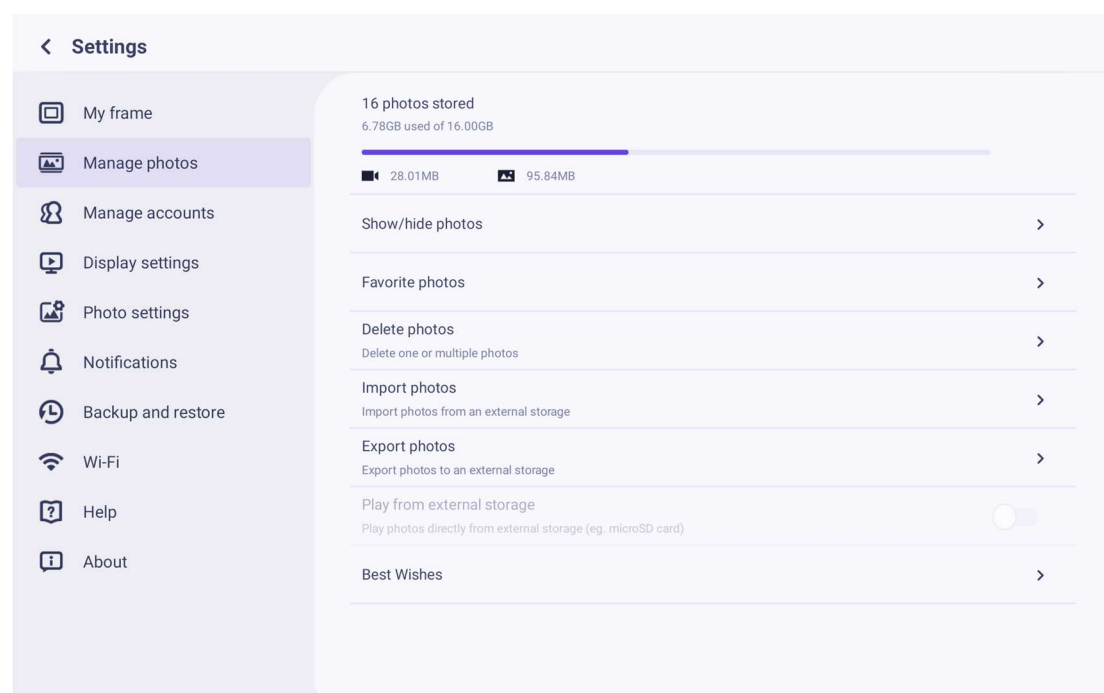 Settings
My frame
Manage photos
Manage accounts
Display settings
Photo settings
Notifications
Backup and restore
Wi-Fi
Help
About
16 photos stored
6.78GB used of 16.00GB
28.01MB 95.84MB
Show/hide photos
Favorite photos
Delete photos
Delete one or multiple photos
Import photos
Import photos from an external storage
Export photos
Export photos to an external storage
Play from external storage
Play photos directly from external storage (eg. microSD card)
Best Wishes